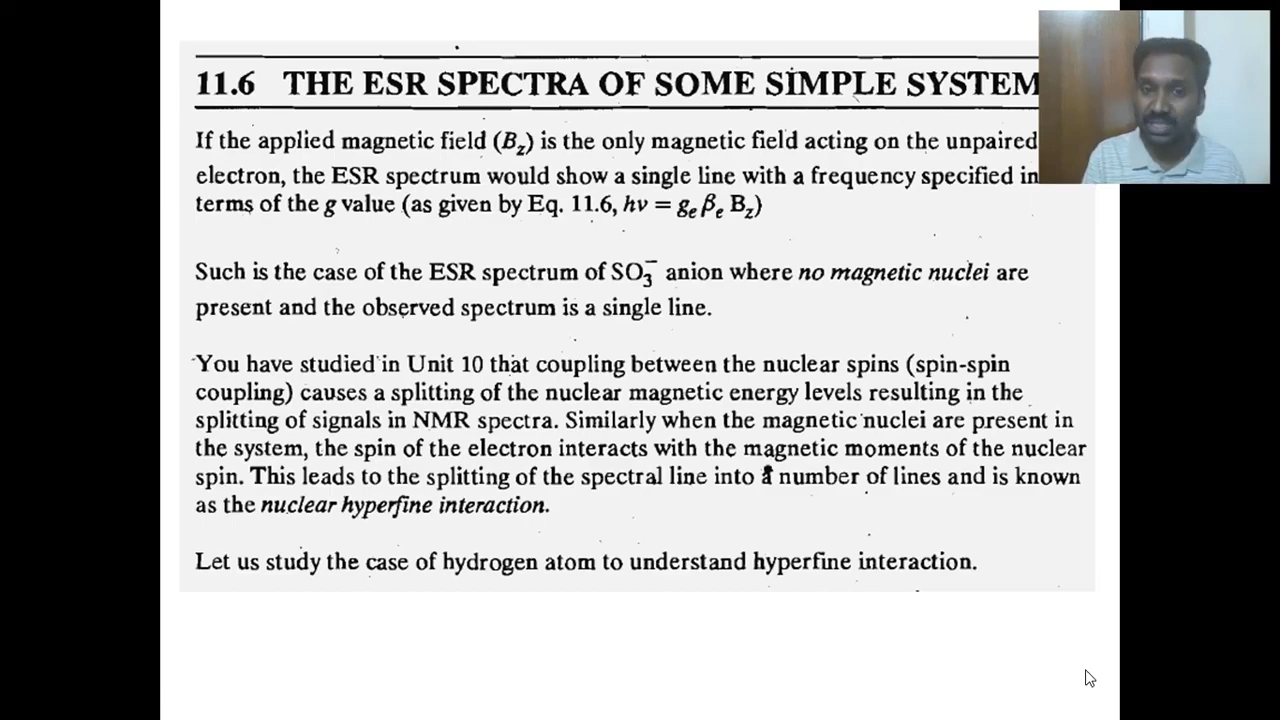 11.6 THE ESR SPECTRA OF SOME SIMPLE SYSTEM
If the applied magnetic field (B_z) is the only magnetic field acting on the unpaired
electron, the ESR spectrum would show a single line with a frequency specified in
terms of the g value (as given by Eq. 11.6, hν = g_e β_e B_z)
Such is the case of the ESR spectrum of SO₃⁻ anion where no magnetic nuclei are
present and the observed spectrum is a single line.
You have studied in Unit 10 that coupling between the nuclear spins (spin-spin
coupling) causes a splitting of the nuclear magnetic energy levels resulting in the
splitting of signals in NMR spectra. Similarly when the magnetic nuclei are present in
the system, the spin of the electron interacts with the magnetic moments of the nuclear
spin. This leads to the splitting of the spectral line into a number of lines and is known
as the nuclear hyperfine interaction.
Let us study the case of hydrogen atom to understand hyperfine interaction.